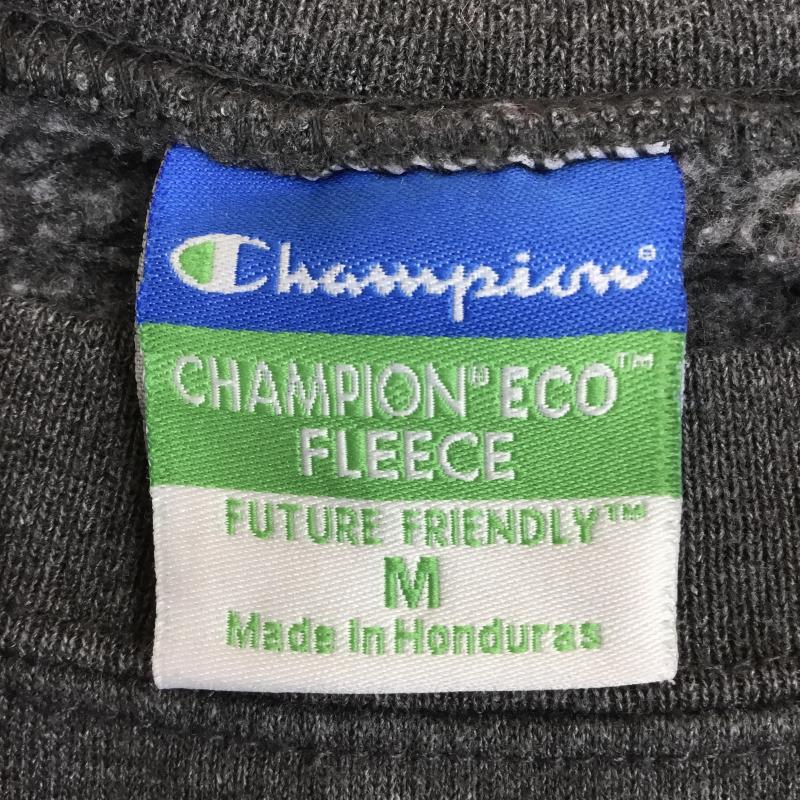 Champion®
CHAMPION® ECO™
FLEECE
FUTURE FRIENDLY™
M
Made in Honduras